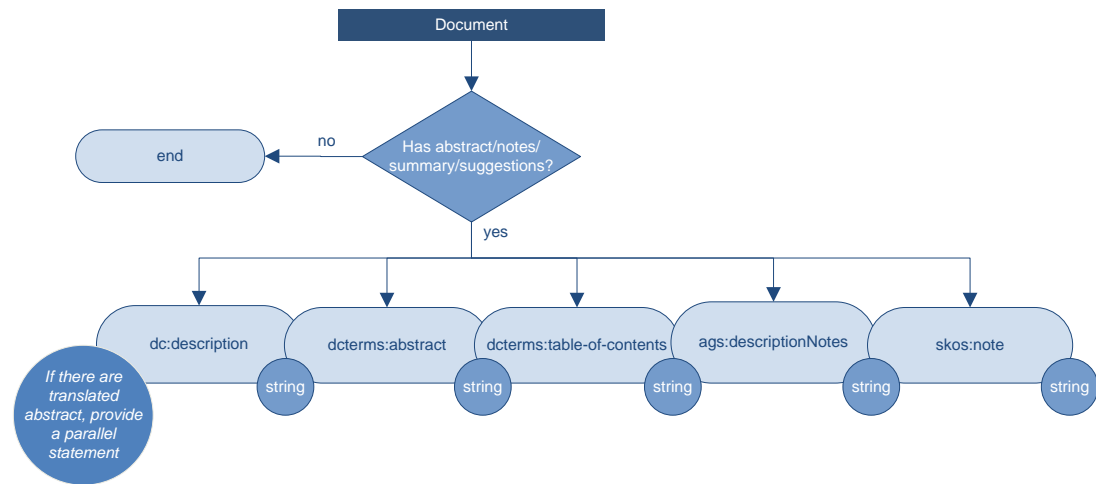 Document
Has abstract/notes/
summary/suggestions?
no
end
yes
dc:description
dcterms:abstract
dcterms:table-of-contents
ags:descriptionNotes
skos:note
string
string
string
string
string
If there are
translated
abstract, provide
a parallel
statement